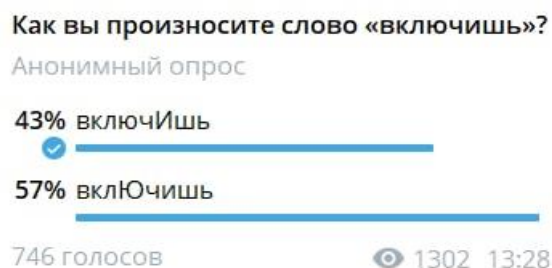 Как вы произносите слово «включишь»?
Анонимный опрос
43% включИшь
57% вклЮчишь
746 голосов 1302 13:28